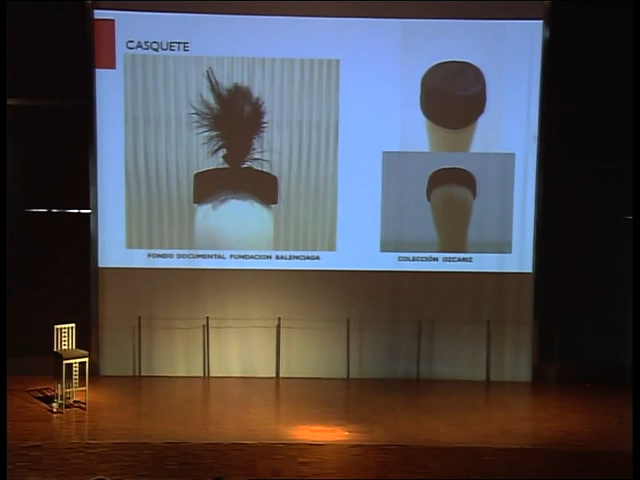 CASQUETE
FONDO DOCUMENTAL FUNDACION BALENCIAGA
COLECCIÓN OZCARIZ